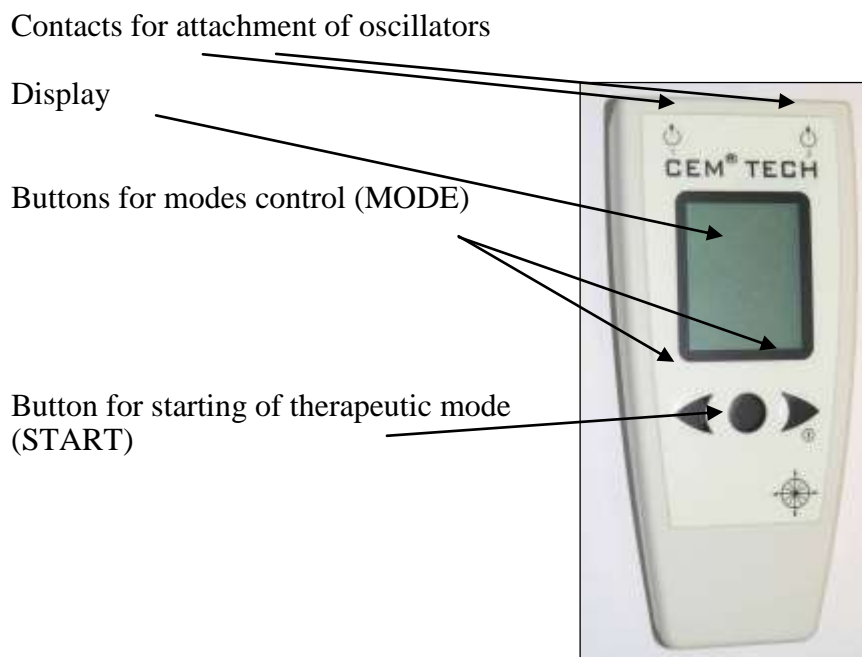 Contacts for attachment of oscillators
Display
Buttons for modes control (MODE)
Button for starting of therapeutic mode
(START)
CEM® TECH